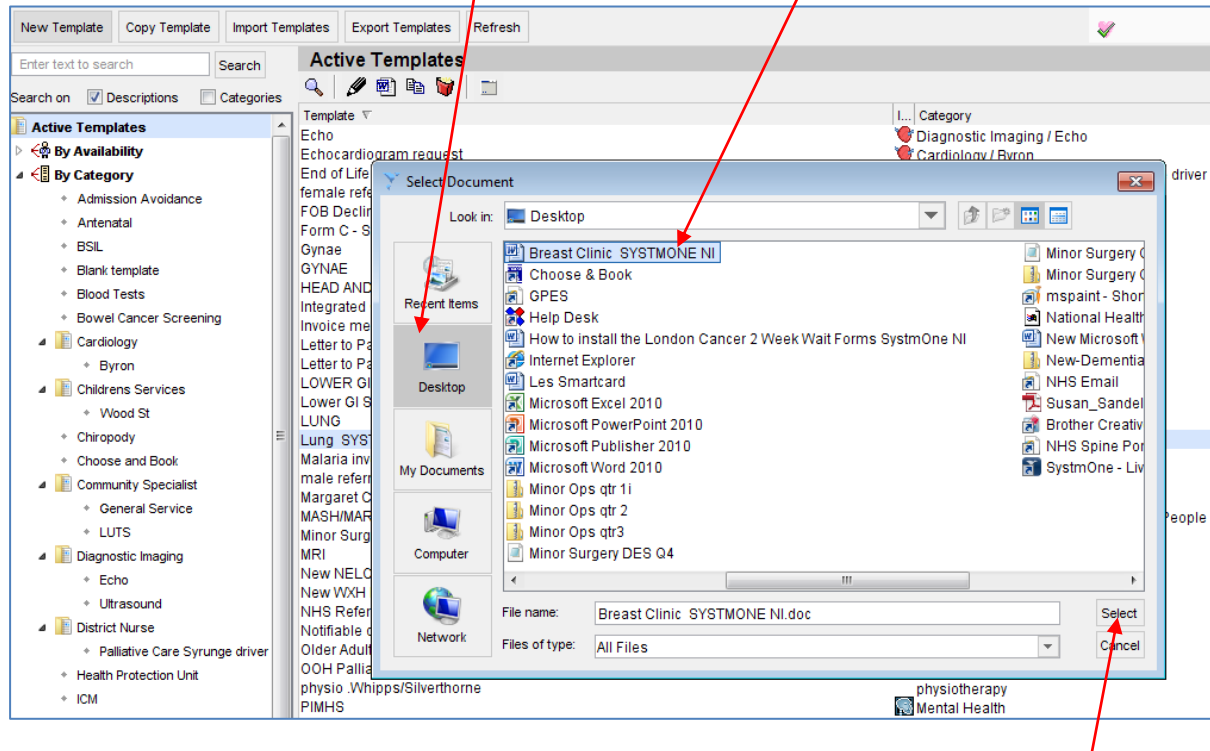 New Template Copy Template Import Templates Export Templates Refresh
Enter text to search Search
Search on Descriptions Categories
Active Templates
By Availability
By Category
Admission Avoidance
Antenatal
BSIL
Blank template
Blood Tests
Bowel Cancer Screening
Cardiology
Byron
Childrens Services
Wood St
Chiropody
Choose and Book
Community Specialist
General Service
LUTS
Diagnostic Imaging
Echo
Ultrasound
District Nurse
Palliative Care Syrunge driver
Health Protection Unit
ICM
Active Templates
Template I... Category
Echo Diagnostic Imaging / Echo
Echocardiogram request Cardiology / Byron
End of Life driver
female refe
FOB Declin
Form C - S
Gynae
GYNAE
HEAD AND
Integrated
Invoice me
Letter to Pa
Letter to Pa
LOWER GI
Lower GI S
LUNG
Lung SYST
Malaria inv
male referr
Margaret C
MASH/MAR People
Minor Surg
MRI
New NELC
New WXH
NHS Refer
Notifiable
Older Adult
OOH Pallia
physio .Whipps/Silverthorne physiotherapy
PIMHS Mental Health
Select Document
Look in: Desktop
Recent Items
Desktop
My Documents
Computer
Network
Breast Clinic SYSTMONE NI
Choose & Book
GPES
Help Desk
How to install the London Cancer 2 Week Wait Forms SystmOne NI
Internet Explorer
Les Smartcard
Microsoft Excel 2010
Microsoft PowerPoint 2010
Microsoft Publisher 2010
Microsoft Word 2010
Minor Ops qtr 1i
Minor Ops qtr 2
Minor Ops qtr3
Minor Surgery DES Q4
Minor Surgery
Minor Surgery
mspaint - Shor
National Health
New Microsoft
New-Dementia
NHS Email
Susan_Sandel
Brother Creativ
NHS Spine Por
SystmOne - Liv
File name: Breast Clinic SYSTMONE NI.doc Select
Files of type: All Files Cancel